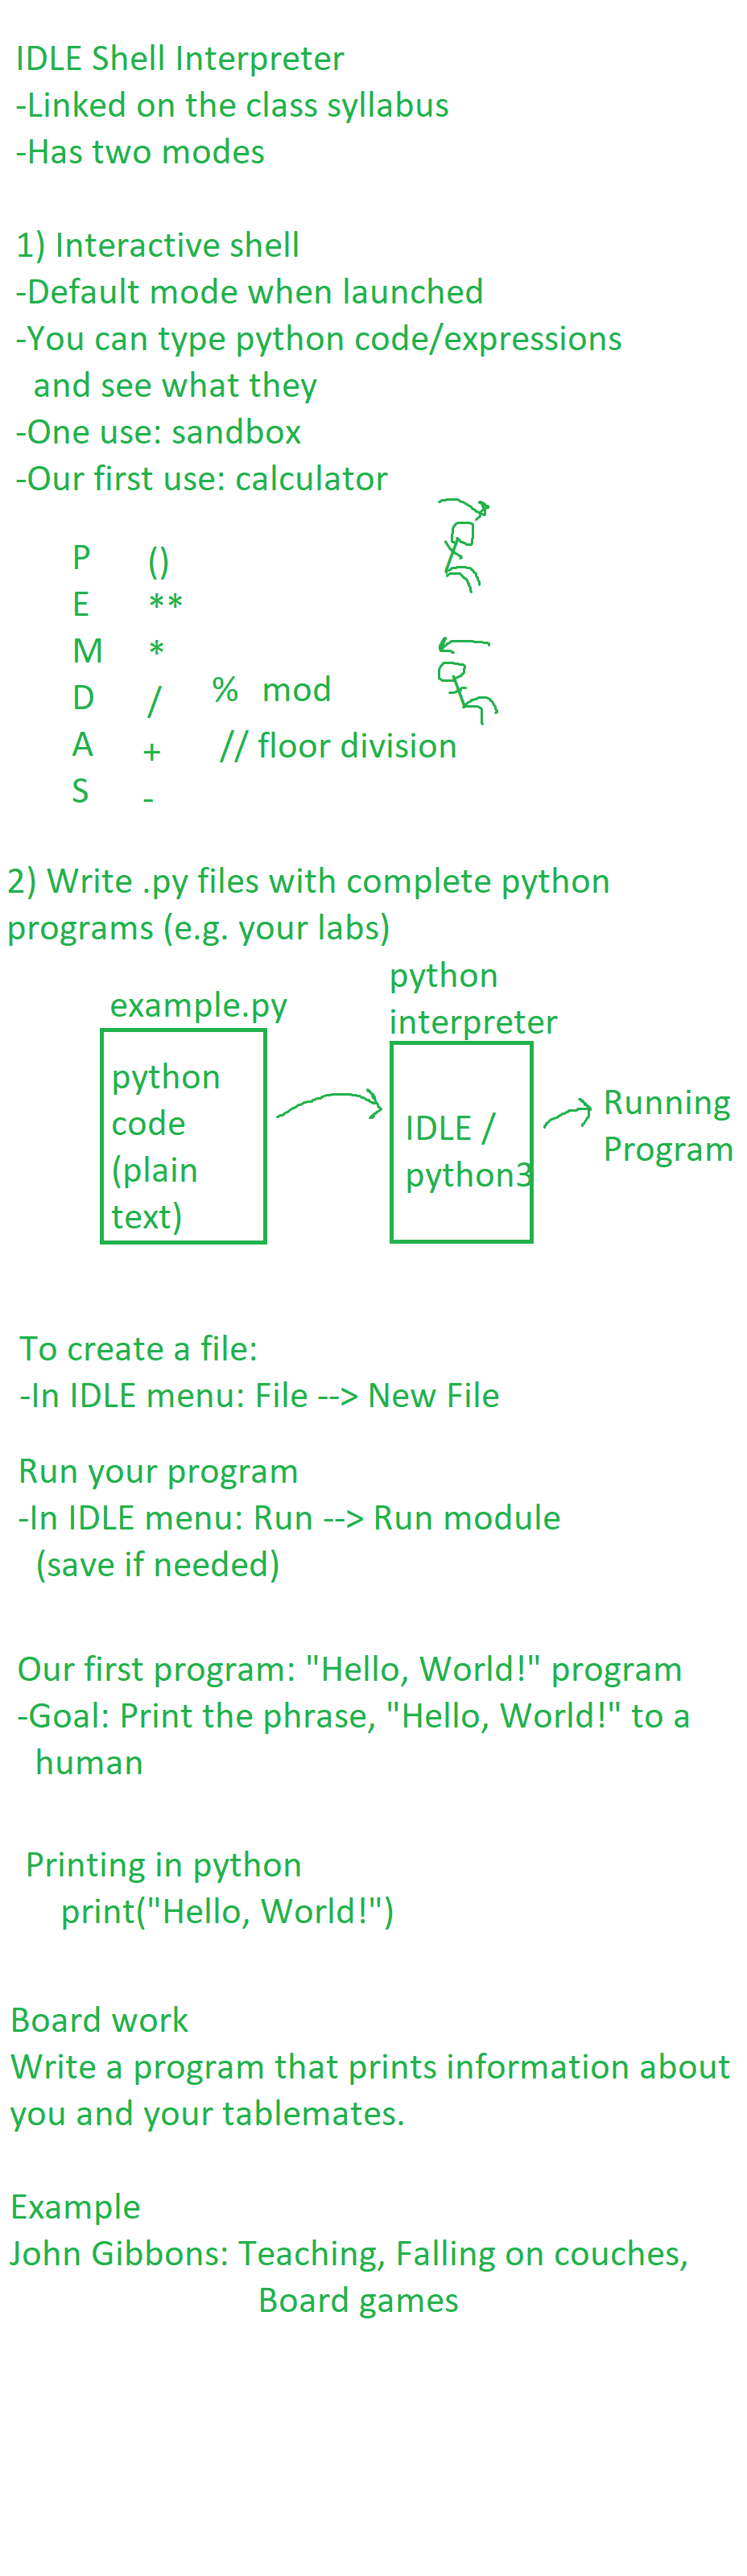 IDLE Shell Interpreter
-Linked on the class syllabus
-Has two modes
1) Interactive shell
-Default mode when launched
-You can type python code/expressions
and see what they
-One use: sandbox
-Our first use: calculator
P ()
E **
M *
D / % mod
A + // floor division
S -
2) Write .py files with complete python
programs (e.g. your labs)
example.py
python
code
(plain
text)
python
interpreter
IDLE /
python3
Running
Program
To create a file:
-In IDLE menu: File --> New File
Run your program
-In IDLE menu: Run --> Run module
(save if needed)
Our first program: "Hello, World!" program
-Goal: Print the phrase, "Hello, World!" to a
human
Printing in python
print("Hello, World!")
Board work
Write a program that prints information about
you and your tablemates.
Example
John Gibbons: Teaching, Falling on couches,
Board games